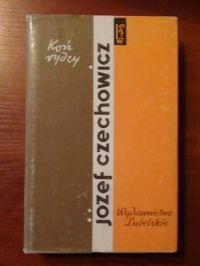 Koń
rydzy
józef czechowicz
Wydawnictwo
Lubelskie